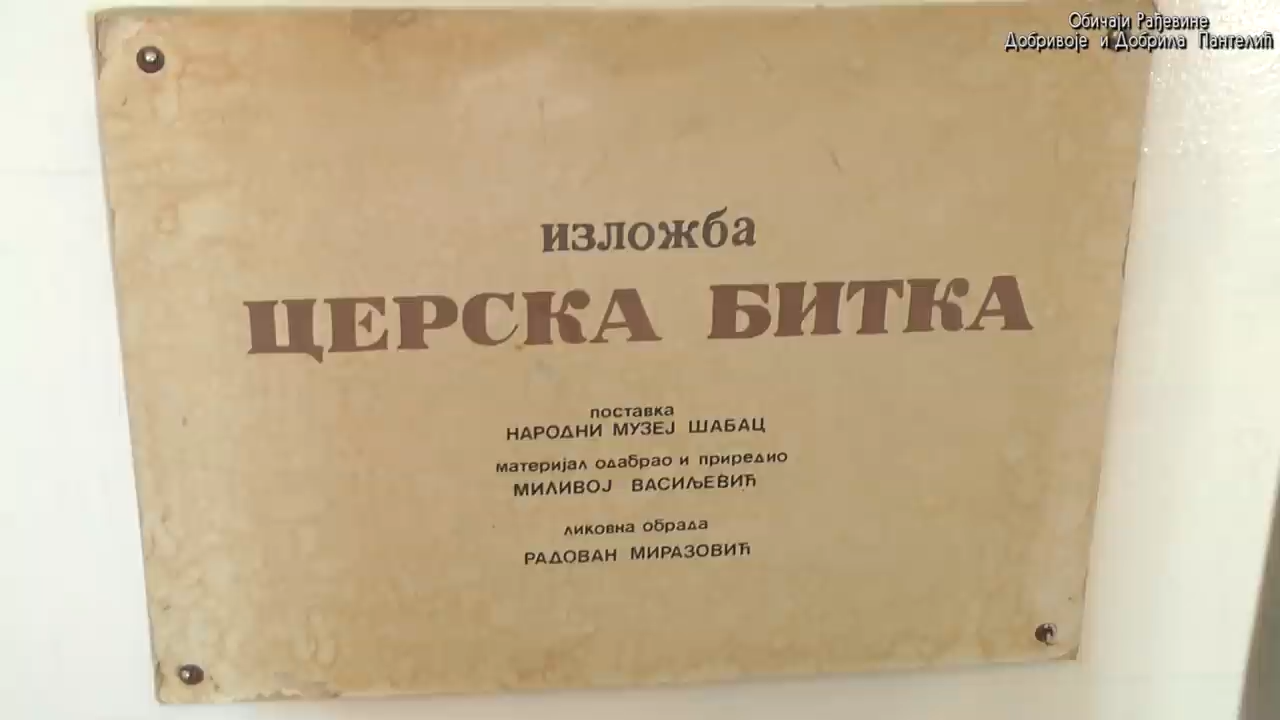 Обичаји Рађевине
Добривоје и Добрила Пантелић
изложба
ЦЕРСКА БИТКА
поставка
НАРОДНИ МУЗЕЈ ШАБАЦ
материјал одабрао и приредио
МИЛИВОЈ ВАСИЉЕВИЋ
ликовна обрада
РАДОВАН МИРАЗОВИЋ